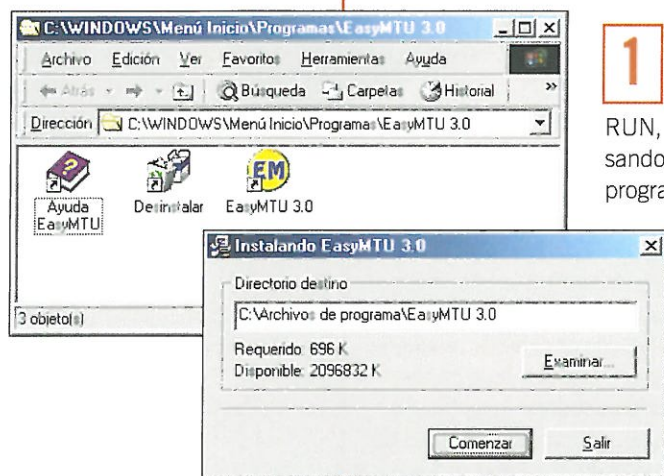 C:\WINDOWS\Menú Inicio\Programas\EasyMTU 3.0
Archivo Edición Ver Favoritos Herramientas Ayuda
Atrás Búsqueda Carpetas Historial »
Dirección C:\WINDOWS\Menú Inicio\Programas\EasyMTU 3.0
EM
Ayuda EasyMTU
Desinstalar
EasyMTU 3.0
3 objeto(s)
Instalando EasyMTU 3.0
Directorio destino
C:\Archivos de programa\EasyMTU 3.0
Requerido: 696 K
Disponible: 2096832 K
Examinar...
Comenzar Salir
1
RUN,
sando
progra